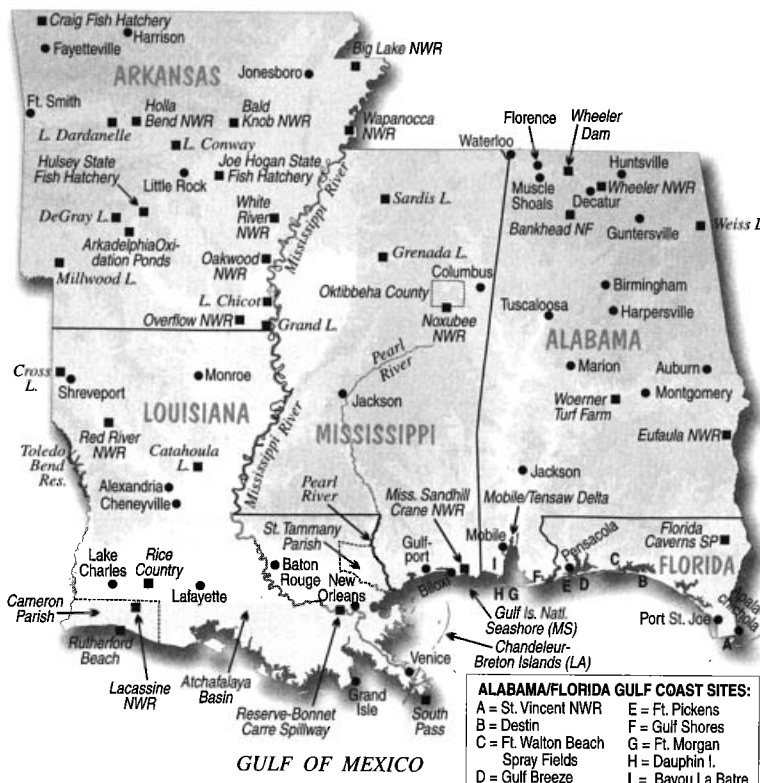 Craig Fish Hatchery
Harrison
Fayetteville
Big Lake NWR
ARKANSAS
Jonesboro
Ft. Smith
Holla
Bend NWR
Bald
Knob NWR
Wapanocca
NWR
L. Dardanelle
L. Conway
Hulsey State
Fish Hatchery
Joe Hogan State
Fish Hatchery
Little Rock
White
River
NWR
DeGray L.
Arkadelphia Oxi-
dation Ponds
Millwood L.
Oakwood
NWR
L. Chicot
Overflow NWR
Grand L.
Mississippi River
Waterloo
Florence
Wheeler
Dam
Huntsville
Muscle
Shoals
Decatur
Wheeler NWR
Bankhead NF
Guntersville
Weiss L
Sardis L.
Grenada L.
Columbus
Oktibbeha County
Noxubee
NWR
Birmingham
Tuscaloosa
Harpersville
ALABAMA
Marion
Auburn
Woerner
Turf Farm
Montgomery
Eufaula NWR
Pearl
River
Jackson
MISSISSIPPI
Mississippi River
Cross
L.
Shreveport
Monroe
LOUISIANA
Red River
NWR
Catahoula
L.
Toledo
Bend
Res.
Alexandria
Cheneyville
Pearl
River
St. Tammany
Parish
Miss. Sandhill
Crane NWR
Jackson
Mobile/Tensaw Delta
Mobile
Gulf-
port
Biloxi
I
H G
F
Pensacola
E
D
C
B
Florida
Caverns SP
FLORIDA
Apala-
chicola
Port St. Joe
A
Lake
Charles
Rice
Country
Lafayette
Baton
Rouge
New
Orleans
Cameron
Parish
Rutherford
Beach
Lacassine
NWR
Atchafalaya
Basin
Reserve-Bonnet
Carre Spillway
Grand
Isle
Venice
South
Pass
Gulf Is. Natl.
Seashore (MS)
Chandeleur-
Breton Islands (LA)
GULF OF MEXICO
ALABAMA/FLORIDA GULF COAST SITES:
A = St. Vincent NWR
B = Destin
C = Ft. Walton Beach
Spray Fields
D = Gulf Breeze
E = Ft. Pickens
F = Gulf Shores
G = Ft. Morgan
H = Dauphin I.
I = Bayou La Batre